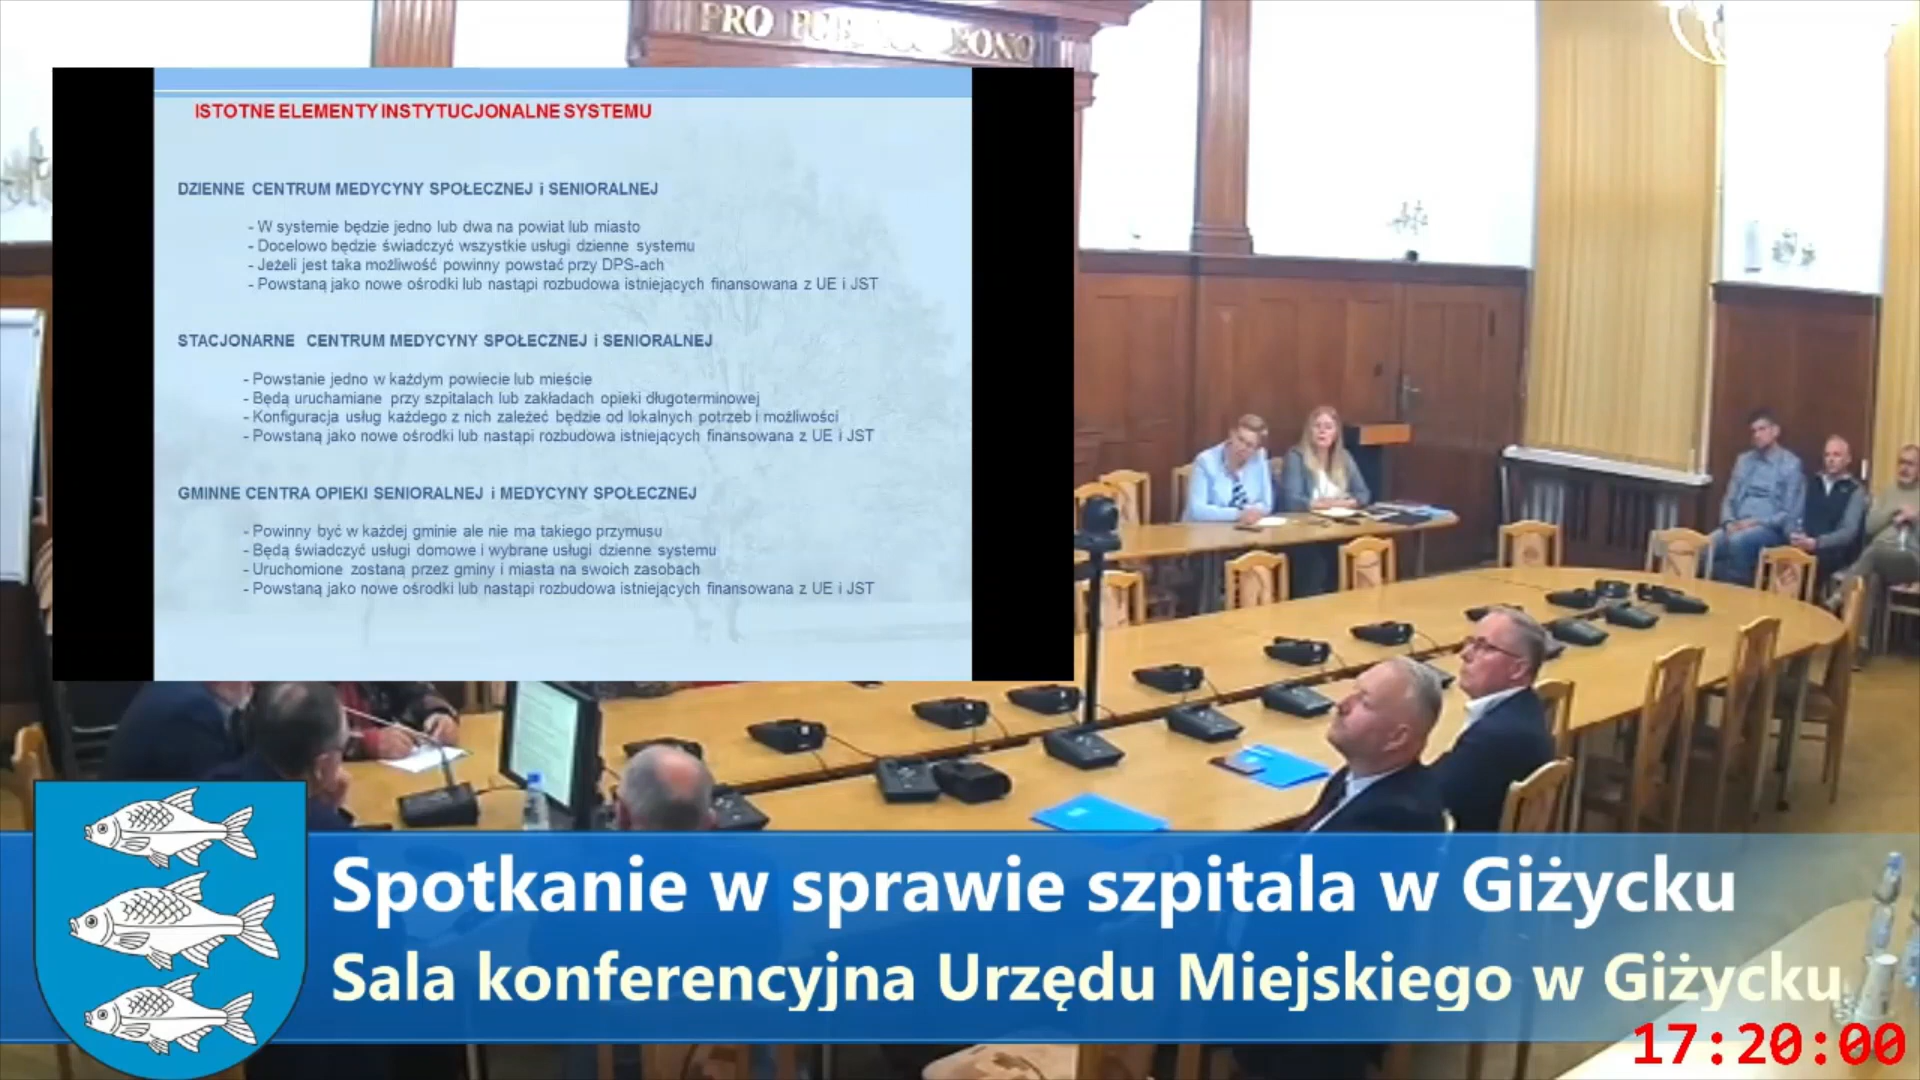 PRO PUBLICO BONO
ISTOTNE ELEMENTY INSTYTUCJONALNE SYSTEMU
DZIENNE CENTRUM MEDYCYNY SPOŁECZNEJ i SENIORALNEJ
- W systemie będzie jedno lub dwa na powiat lub miasto
- Docelowo będzie świadczyć wszystkie usługi dzienne systemu
- Jeżeli jest taka możliwość powinny powstać przy DPS-ach
- Powstaną jako nowe ośrodki lub nastąpi rozbudowa istniejących finansowana z UE i JST
STACJONARNE CENTRUM MEDYCYNY SPOŁECZNEJ i SENIORALNEJ
- Powstanie jedno w każdym powiecie lub mieście
- Będą uruchamiane przy szpitalach lub zakładach opieki długoterminowej
- Konfiguracja usług każdego z nich zależeć będzie od lokalnych potrzeb i możliwości
- Powstaną jako nowe ośrodki lub nastąpi rozbudowa istniejących finansowana z UE i JST
GMINNE CENTRA OPIEKI SENIORALNEJ i MEDYCYNY SPOŁECZNEJ
- Powinny być w każdej gminie ale nie ma takiego przymusu
- Będą świadczyć usługi domowe i wybrane usługi dzienne systemu
- Uruchomione zostaną przez gminy i miasta na swoich zasobach
- Powstaną jako nowe ośrodki lub nastąpi rozbudowa istniejących finansowana z UE i JST
Spotkanie w sprawie szpitala w Giżycku
Sala konferencyjna Urzędu Miejskiego w Giżycku
17:20:00